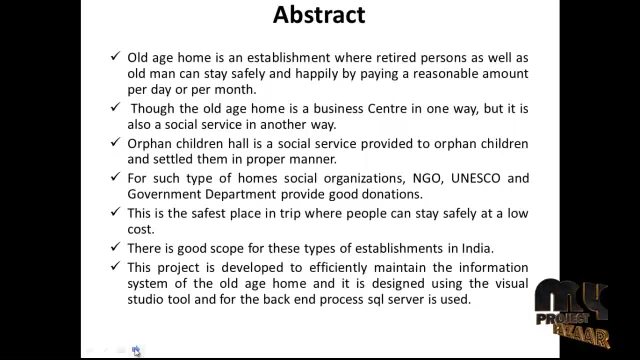 Abstract
✓ Old age home is an establishment where retired persons as well as
old man can stay safely and happily by paying a reasonable amount
per day or per month.
✓ Though the old age home is a business Centre in one way, but it is
also a social service in another way.
✓ Orphan children hall is a social service provided to orphan children
and settled them in proper manner.
✓ For such type of homes social organizations, NGO, UNESCO and
Government Department provide good donations.
✓ This is the safest place in trip where people can stay safely at a low
cost.
✓ There is good scope for these types of establishments in India.
✓ This project is developed to efficiently maintain the information
system of the old age home and it is designed using the visual
studio tool and for the back end process sql server is used.
MY
PROJECT
BAZAAR